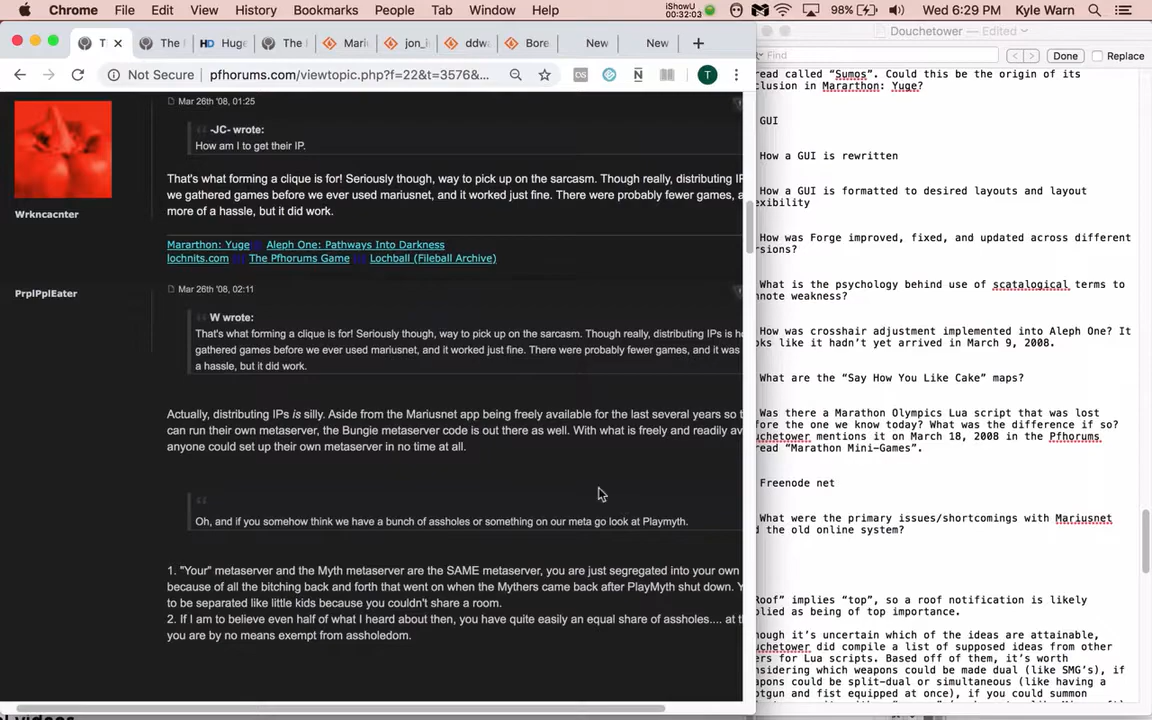 Chrome File Edit View History Bookmarks People Tab Window Help iShowU 00:32:03 98% Wed 6:29 PM Kyle Warn
T The F Huge The I Mari jon_i ddw Bore New New
Douchetower — Edited
Find Done Replace
Not Secure pfhorums.com/viewtopic.php?f=22&t=3576&... T
Mar 26th '08, 01:25
-JC- wrote:
How am I to get their IP.
That's what forming a clique is for! Seriously though, way to pick up on the sarcasm. Though really, distributing IF
we gathered games before we ever used mariusnet, and it worked just fine. There were probably fewer games, a
more of a hassle, but it did work.
Wrkncacnter
Mararthon: Yuge Aleph One: Pathways Into Darkness
lochnits.com The Pfhorums Game Lochball (Fileball Archive)
PrplPplEater
Mar 26th '08, 02:11
W wrote:
That's what forming a clique is for! Seriously though, way to pick up on the sarcasm. Though really, distributing IPs is h
gathered games before we ever used mariusnet, and it worked just fine. There were probably fewer games, and it was
a hassle, but it did work.
Actually, distributing IPs is silly. Aside from the Mariusnet app being freely available for the last several years so t
can run their own metaserver, the Bungie metaserver code is out there as well. With what is freely and readily av
anyone could set up their own metaserver in no time at all.
Oh, and if you somehow think we have a bunch of assholes or something on our meta go look at Playmyth.
1. "Your" metaserver and the Myth metaserver are the SAME metaserver, you are just segregated into your own
because of all the bitching back and forth that went on when the Mythers came back after PlayMyth shut down. Y
to be separated like little kids because you couldn't share a room.
2. If I am to believe even half of what I heard about then, you have quite easily an equal share of assholes.... at th
you are by no means exempt from assholedom.
read called “Sumos”. Could this be the origin of its
clusion in Mararthon: Yuge?
GUI
How a GUI is rewritten
How a GUI is formatted to desired layouts and layout
exibility
How was Forge improved, fixed, and updated across different
rsions?
What is the psychology behind use of scatalogical terms to
nnote weakness?
How was crosshair adjustment implemented into Aleph One? It
oks like it hadn’t yet arrived in March 9, 2008.
What are the “Say How You Like Cake” maps?
Was there a Marathon Olympics Lua script that was lost
fore the one we know today? What was the difference if so?
uchetower mentions it on March 18, 2008 in the Pfhorums
read “Marathon Mini-Games”.
Freenode net
What were the primary issues/shortcomings with Mariusnet
d the old online system?
Roof” implies “top”, so a roof notification is likely
plied as being of top importance.
hough it’s uncertain which of the ideas are attainable,
uchetower did compile a list of supposed ideas from other
ers for Lua scripts. Based off of them, it’s worth
nsidering which weapons could be made dual (like SMG’s), if
apons could be split-dual or simultaneous (like having a
otgun and fist equipped at once), if you could summon